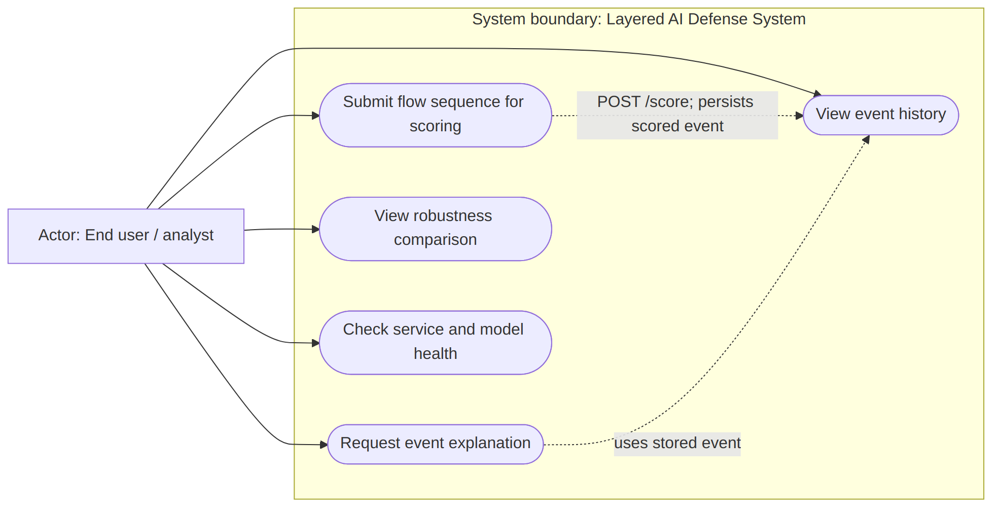 System boundary: Layered AI Defense System
Submit flow sequence for
scoring
POST /score; persists
scored event
View event history
View robustness
comparison
Actor: End user / analyst
Check service and model
health
Request event explanation
uses stored event